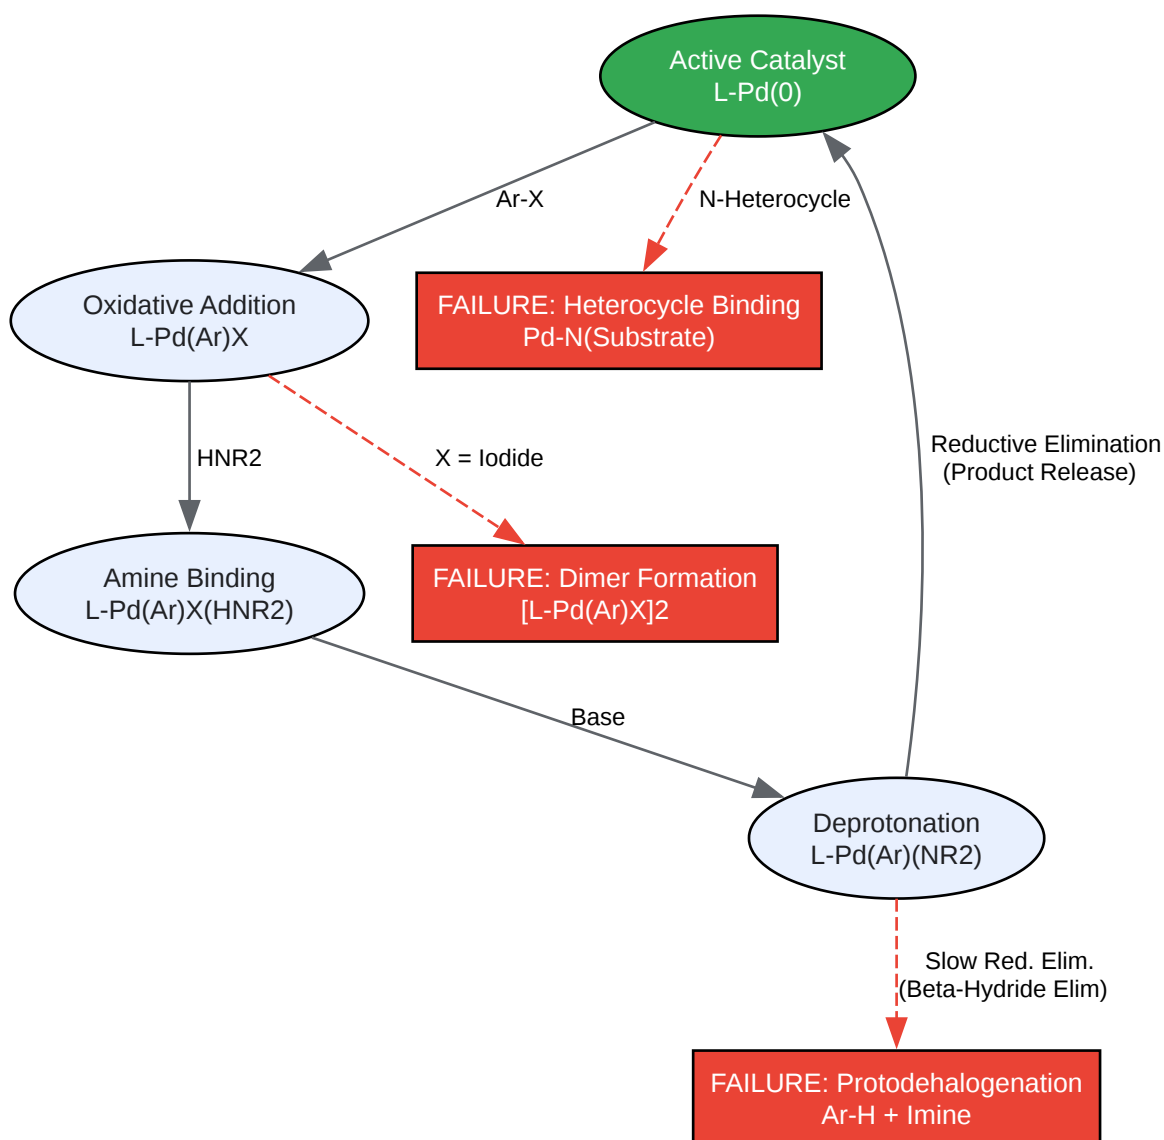 Active Catalyst
L-Pd(0)
Ar-X
N-Heterocycle
Oxidative Addition
L-Pd(Ar)X
FAILURE: Heterocycle Binding
Pd-N(Substrate)
HNR2
X = Iodide
Reductive Elimination
(Product Release)
Amine Binding
L-Pd(Ar)X(HNR2)
FAILURE: Dimer Formation
[L-Pd(Ar)X]2
Base
Deprotonation
L-Pd(Ar)(NR2)
Slow Red. Elim.
(Beta-Hydride Elim)
FAILURE: Protodehalogenation
Ar-H + Imine